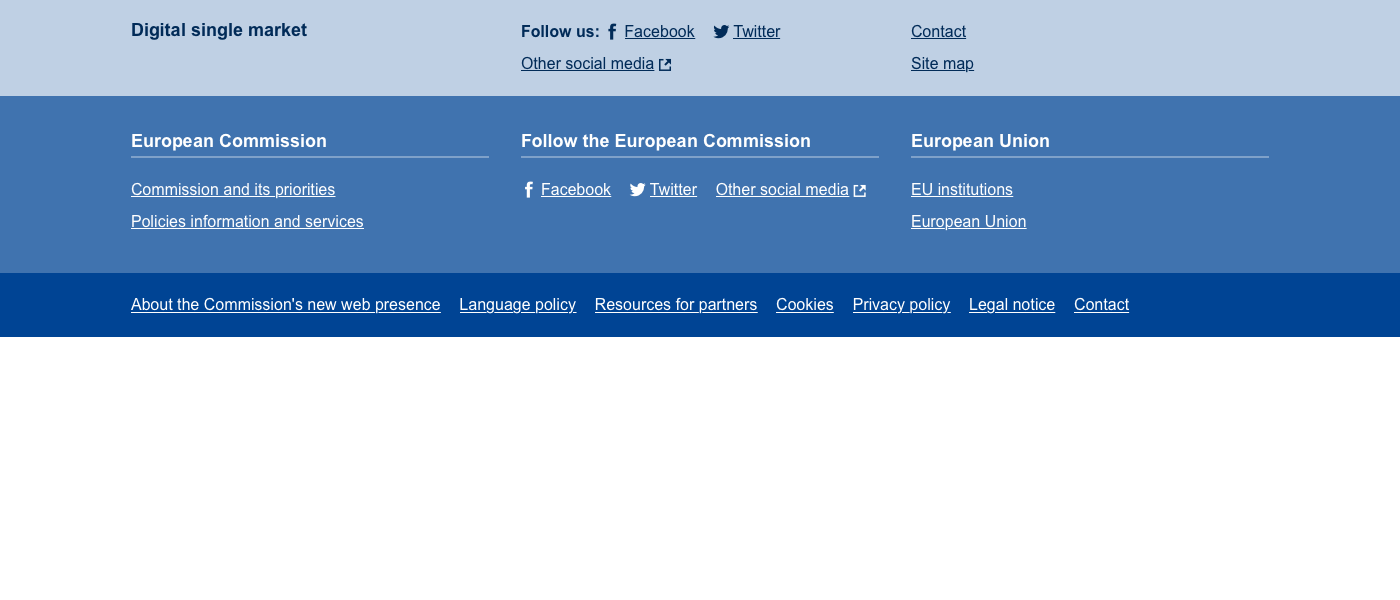 Digital single market
Follow us: Facebook Twitter
Other social media
Contact
Site map
European Commission
Commission and its priorities
Policies information and services
Follow the European Commission
Facebook Twitter Other social media
European Union
EU institutions
European Union
About the Commission's new web presence Language policy Resources for partners Cookies Privacy policy Legal notice Contact